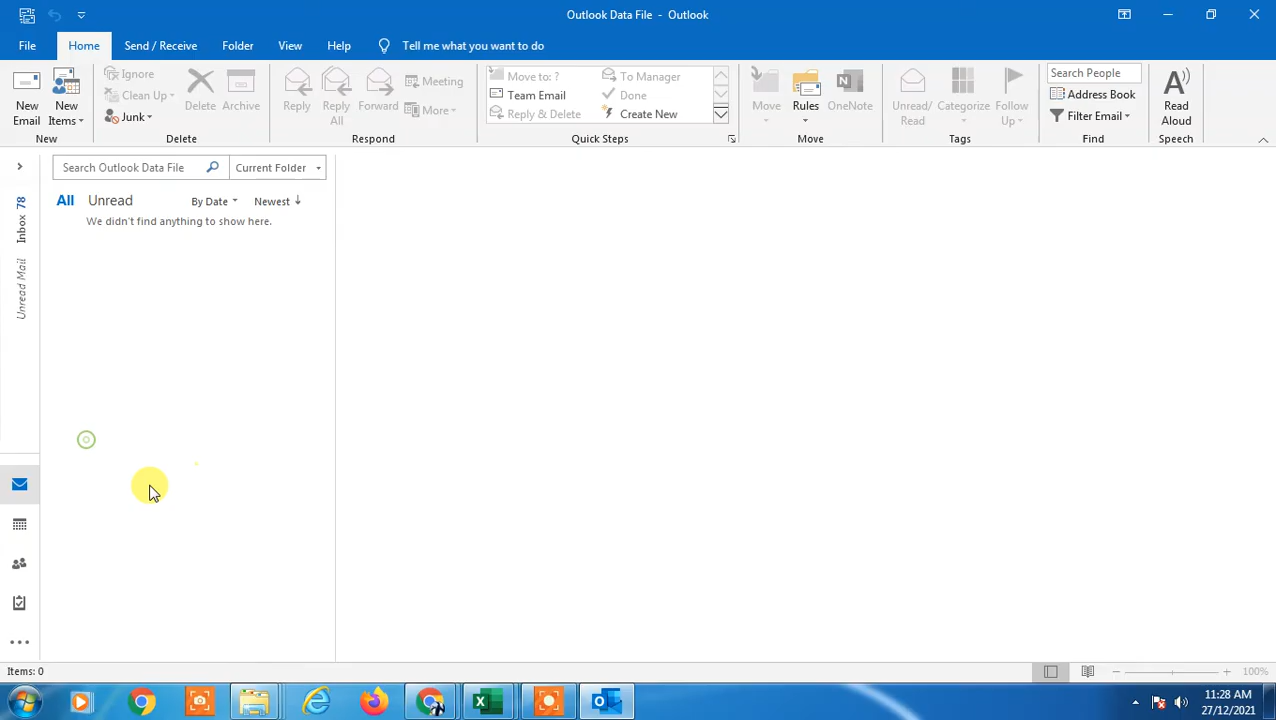 Outlook Data File - Outlook
File Home Send / Receive Folder View Help Tell me what you want to do
New Email
New Items
New
Ignore
Clean Up
Junk
Delete
Archive
Delete
Reply
Reply All
Forward
Meeting
More
Respond
Move to: ?
Team Email
Reply & Delete
To Manager
Done
Create New
Quick Steps
Move
Rules
OneNote
Move
Unread/ Read
Categorize
Follow Up
Tags
Search People
Address Book
Filter Email
Find
Read Aloud
Speech
Search Outlook Data File Current Folder
All Unread By Date Newest
We didn't find anything to show here.
Inbox 78
Unread Mail
Items: 0
100%
11:28 AM
27/12/2021